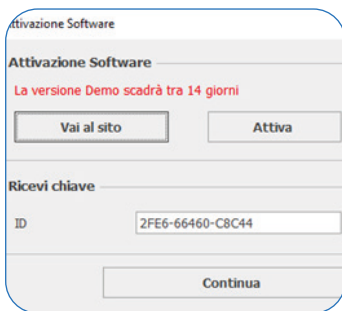 ttivazione Software
Attivazione Software
La versione Demo scadrà tra 14 giorni
Vai al sito
Attiva
Ricevi chiave
ID
2FE6-66460-C8C44
Continua